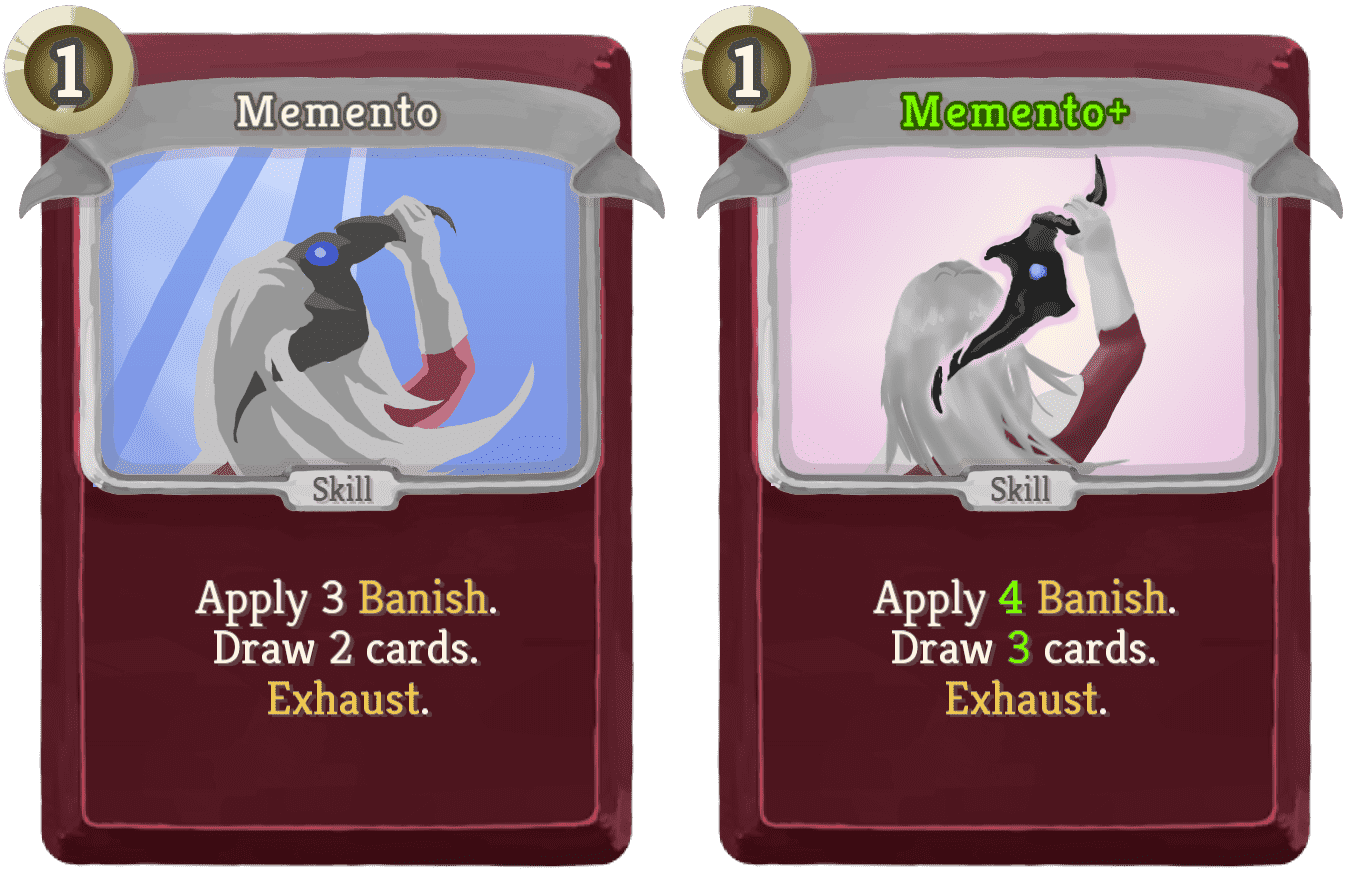 1
Memento
Skill
Apply 3 Banish.
Draw 2 cards.
Exhaust.
1
Memento+
Skill
Apply 4 Banish.
Draw 3 cards.
Exhaust.